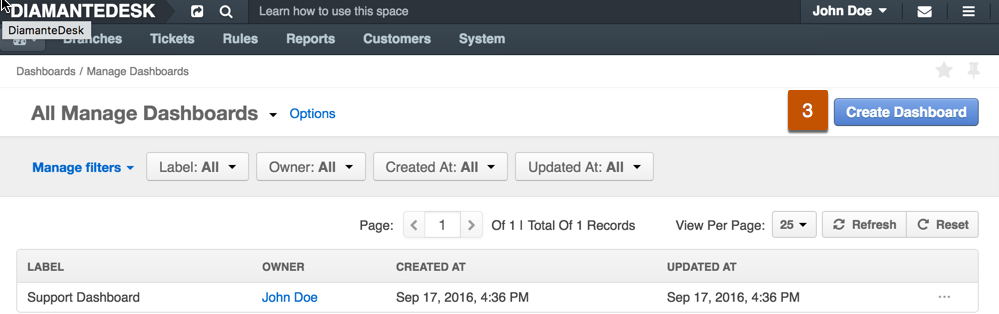 DIAMANTEDESK Learn how to use this space John Doe
DiamanteDesk
Branches Tickets Rules Reports Customers System
Dashboards / Manage Dashboards
All Manage Dashboards Options 3 Create Dashboard
Manage filters Label: All Owner: All Created At: All Updated At: All
Page: 1 Of 1 | Total Of 1 Records View Per Page: 25 Refresh Reset
LABEL OWNER CREATED AT UPDATED AT
Support Dashboard John Doe Sep 17, 2016, 4:36 PM Sep 17, 2016, 4:36 PM ...